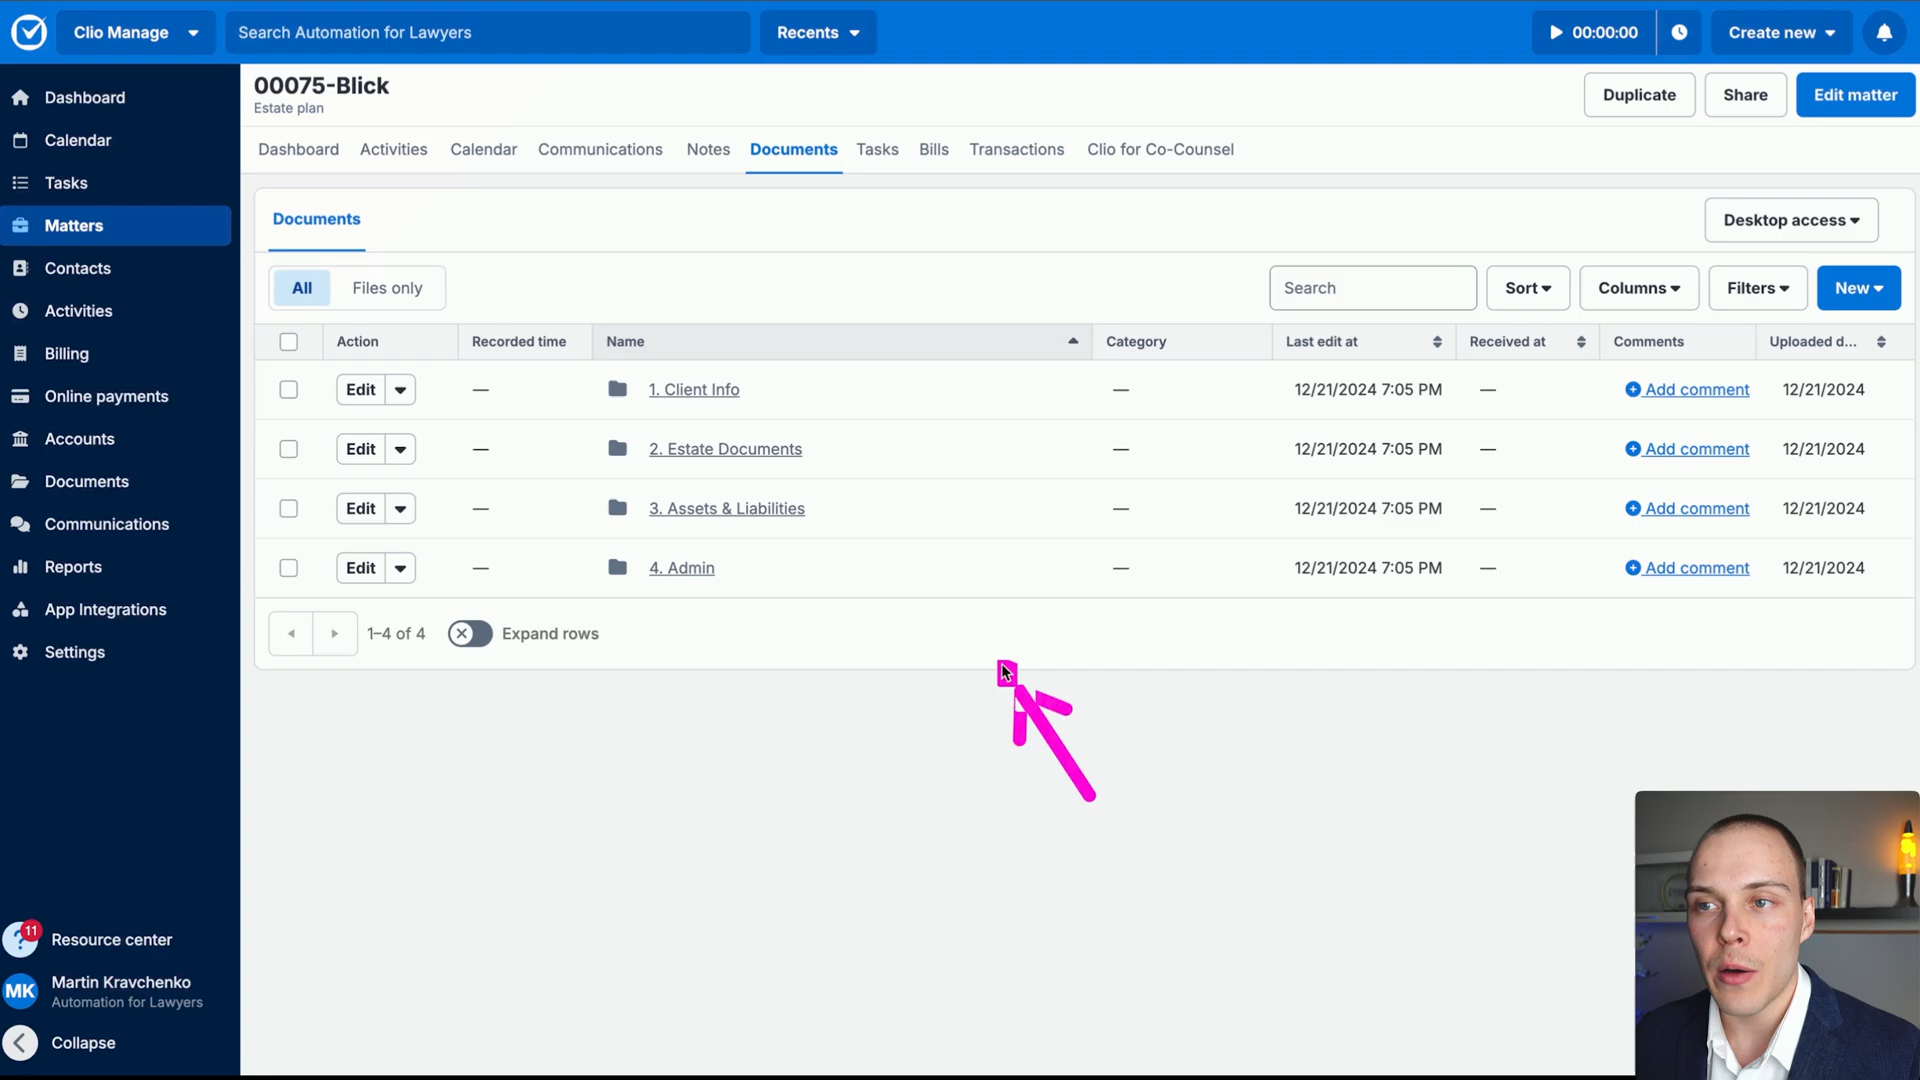 Clio Manage
Search Automation for Lawyers
Recents
00:00:00
Create new
Dashboard
Calendar
Tasks
Matters
Contacts
Activities
Billing
Online payments
Accounts
Documents
Communications
Reports
App Integrations
Settings
11
?
Resource center
MK
Martin Kravchenko
Automation for Lawyers
Collapse
00075-Blick
Estate plan
Duplicate
Share
Edit matter
Dashboard Activities Calendar Communications Notes Documents Tasks Bills Transactions Clio for Co-Counsel
Documents
Desktop access
All Files only
Search
Sort
Columns
Filters
New
Action Recorded time Name Category Last edit at Received at Comments Uploaded d...
Edit — 1. Client Info — 12/21/2024 7:05 PM — Add comment 12/21/2024
Edit — 2. Estate Documents — 12/21/2024 7:05 PM — Add comment 12/21/2024
Edit — 3. Assets & Liabilities — 12/21/2024 7:05 PM — Add comment 12/21/2024
Edit — 4. Admin — 12/21/2024 7:05 PM — Add comment 12/21/2024
1–4 of 4 Expand rows